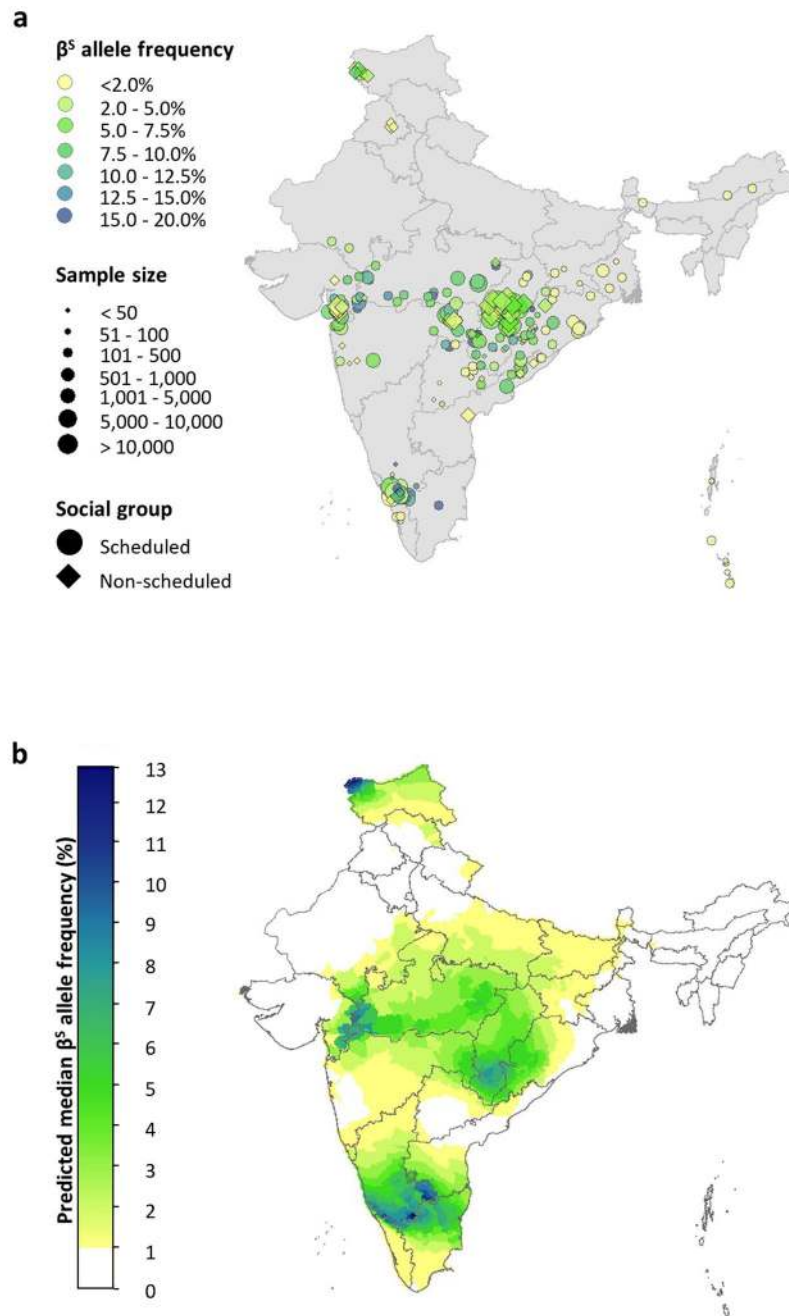 a
βˢ allele frequency
<2.0%
2.0 - 5.0%
5.0 - 7.5%
7.5 - 10.0%
10.0 - 12.5%
12.5 - 15.0%
15.0 - 20.0%
Sample size
< 50
51 - 100
101 - 500
501 - 1,000
1,001 - 5,000
5,000 - 10,000
> 10,000
Social group
Scheduled
Non-scheduled
b
Predicted median βˢ allele frequency (%)
13
12
11
10
9
8
7
6
5
4
3
2
1
0